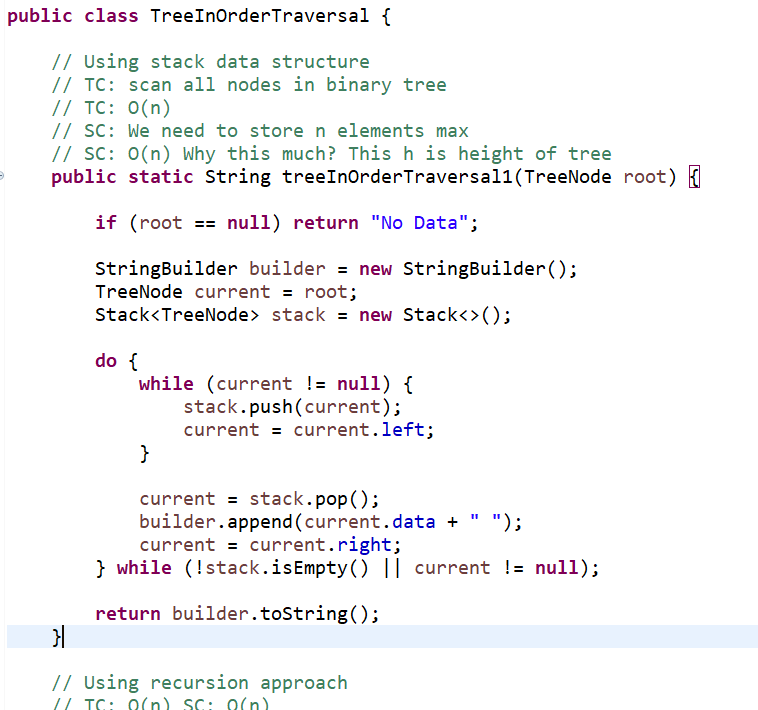 public class TreeInOrderTraversal {
// Using stack data structure
// TC: scan all nodes in binary tree
// TC: O(n)
// SC: We need to store n elements max
// SC: O(n) Why this much? This h is height of tree
public static String treeInOrderTraversal1(TreeNode root) {
if (root == null) return "No Data";
StringBuilder builder = new StringBuilder();
TreeNode current = root;
Stack<TreeNode> stack = new Stack<>();
do {
while (current != null) {
stack.push(current);
current = current.left;
}
current = stack.pop();
builder.append(current.data + " ");
current = current.right;
} while (!stack.isEmpty() || current != null);
return builder.toString();
}
// Using recursion approach
// TC: O(n) SC: O(n)